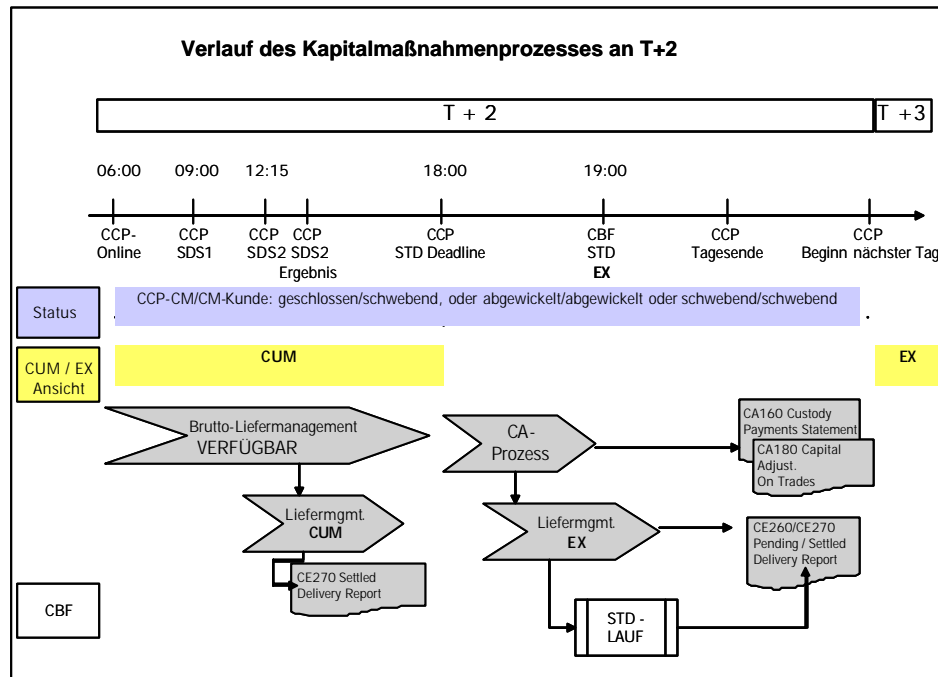 Verlauf des Kapitalmaßnahmenprozesses an T+2
T + 2
T +3
06:00
09:00
12:15
18:00
19:00
CCP-
Online
CCP
SDS1
CCP
SDS2
CCP
SDS2
Ergebnis
CCP
STD Deadline
CBF
STD
EX
CCP
Tagesende
CCP
Beginn nächster Tag
Status
CCP-CM/CM-Kunde: geschlossen/schwebend, oder abgewickelt/abgewickelt oder schwebend/schwebend
CUM / EX
Ansicht
CUM
EX
Brutto-Liefermanagement
VERFÜGBAR
CA-
Prozess
CA160 Custody
Payments Statement
CA180 Capital
Adjust.
On Trades
Liefermgmt.
CUM
Liefermgmt.
EX
CE260/CE270
Pending / Settled
Delivery Report
CE270 Settled
Delivery Report
CBF
STD -
LAUF